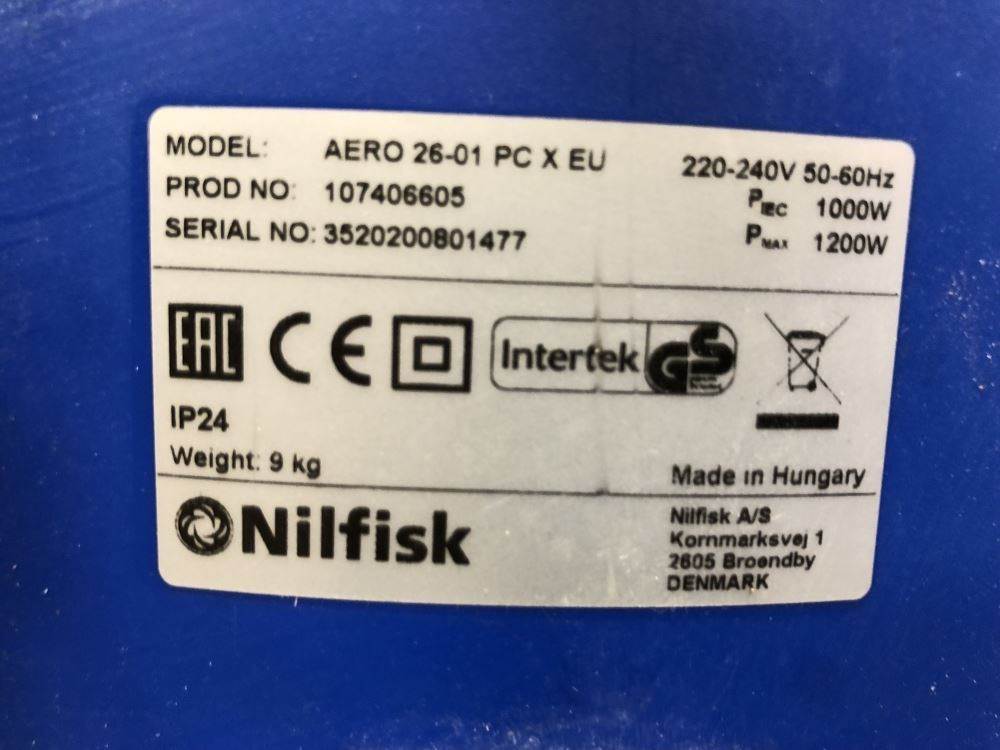 MODEL: AERO 26-01 PC X EU
PROD NO: 107406605
SERIAL NO: 3520200801477
220-240V 50-60Hz
PIEC 1000W
PMAX 1200W
EAC CE Intertek GS
IP24
Weight: 9 kg
Made in Hungary
Nilfisk
Nilfisk A/S
Kornmarksvej 1
2605 Broendby
DENMARK